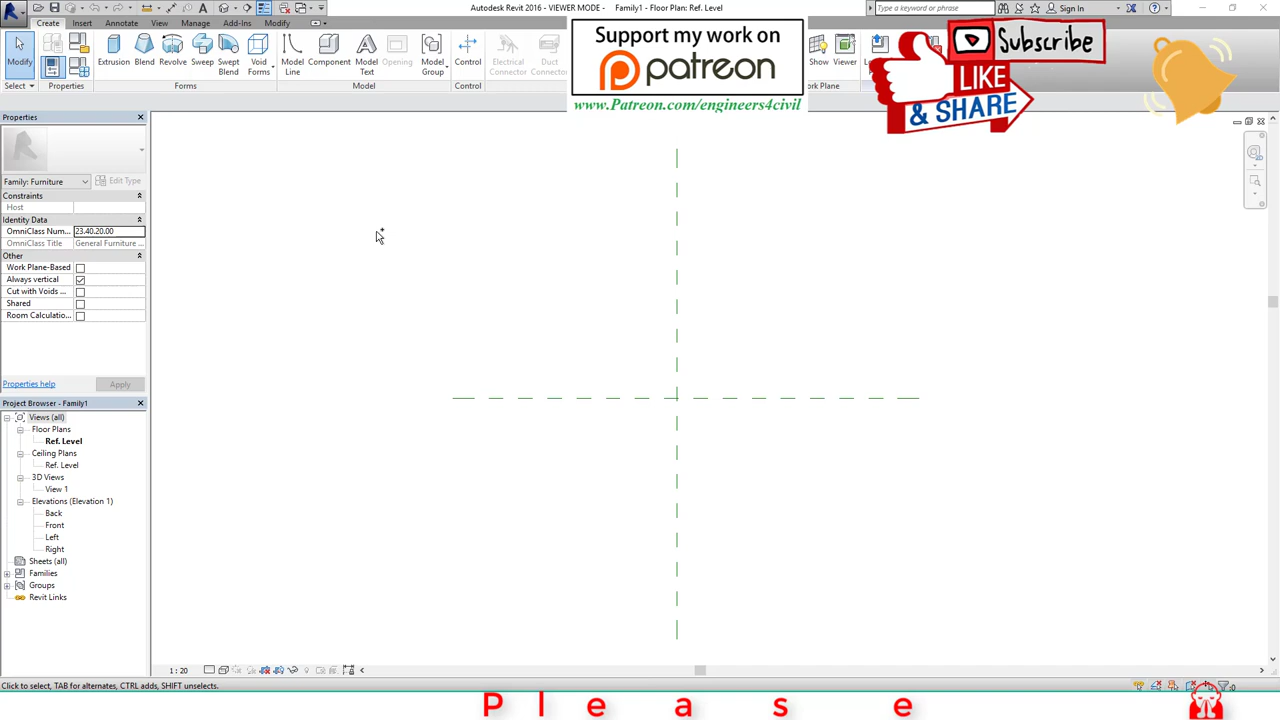 Autodesk Revit 2016 - VIEWER MODE - Family1 - Floor Plan: Ref. Level
Type a keyword or phrase
Sign In
Create
Insert
Annotate
View
Manage
Add-Ins
Modify
Modify
Extrusion
Blend
Revolve
Sweep
Swept Blend
Void Forms
Model Line
Component
Model Text
Opening
Model Group
Control
Electrical Connector
Duct
Show
Viewer
Select
Properties
Forms
Model
Control
Support my work on
patreon
www.Patreon.com/engineers4civil
Subscribe
LIKE
& SHARE
Properties
Family: Furniture
Edit Type
Constraints
Host
Identity Data
OmniClass Num...
23.40.20.00
OmniClass Title
General Furniture ...
Other
Work Plane-Based
Always vertical
Cut with Voids ...
Shared
Room Calculatio...
Properties help
Apply
Project Browser - Family1
Views (all)
Floor Plans
Ref. Level
Ceiling Plans
Ref. Level
3D Views
View 1
Elevations (Elevation 1)
Back
Front
Left
Right
Sheets (all)
Families
Groups
Revit Links
1 : 20
Click to select, TAB for alternates, CTRL adds, SHIFT unselects.
:0
P l e a s e